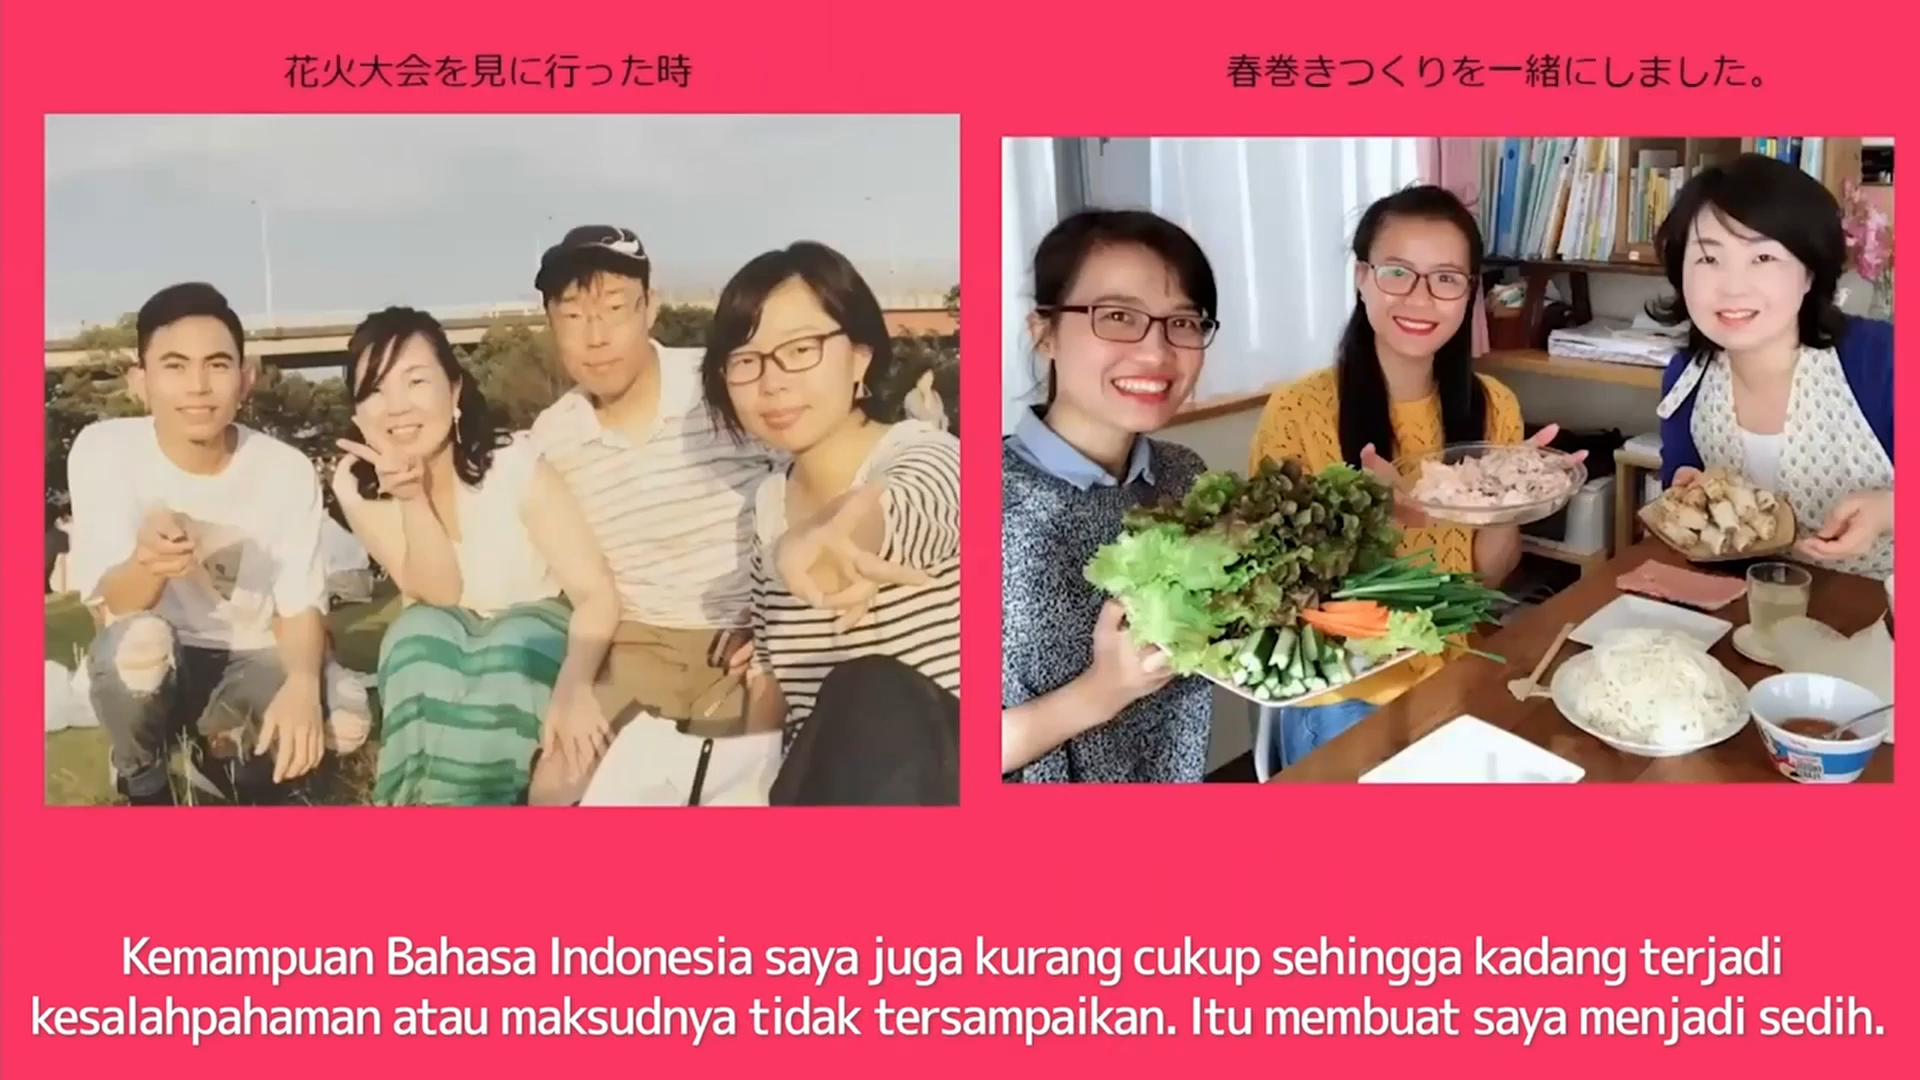 花火大会を見に行った時
春巻きつくりを一緒にしました。
Kemampuan Bahasa Indonesia saya juga kurang cukup sehingga kadang terjadi
kesalahpahaman atau maksudnya tidak tersampaikan. Itu membuat saya menjadi sedih.